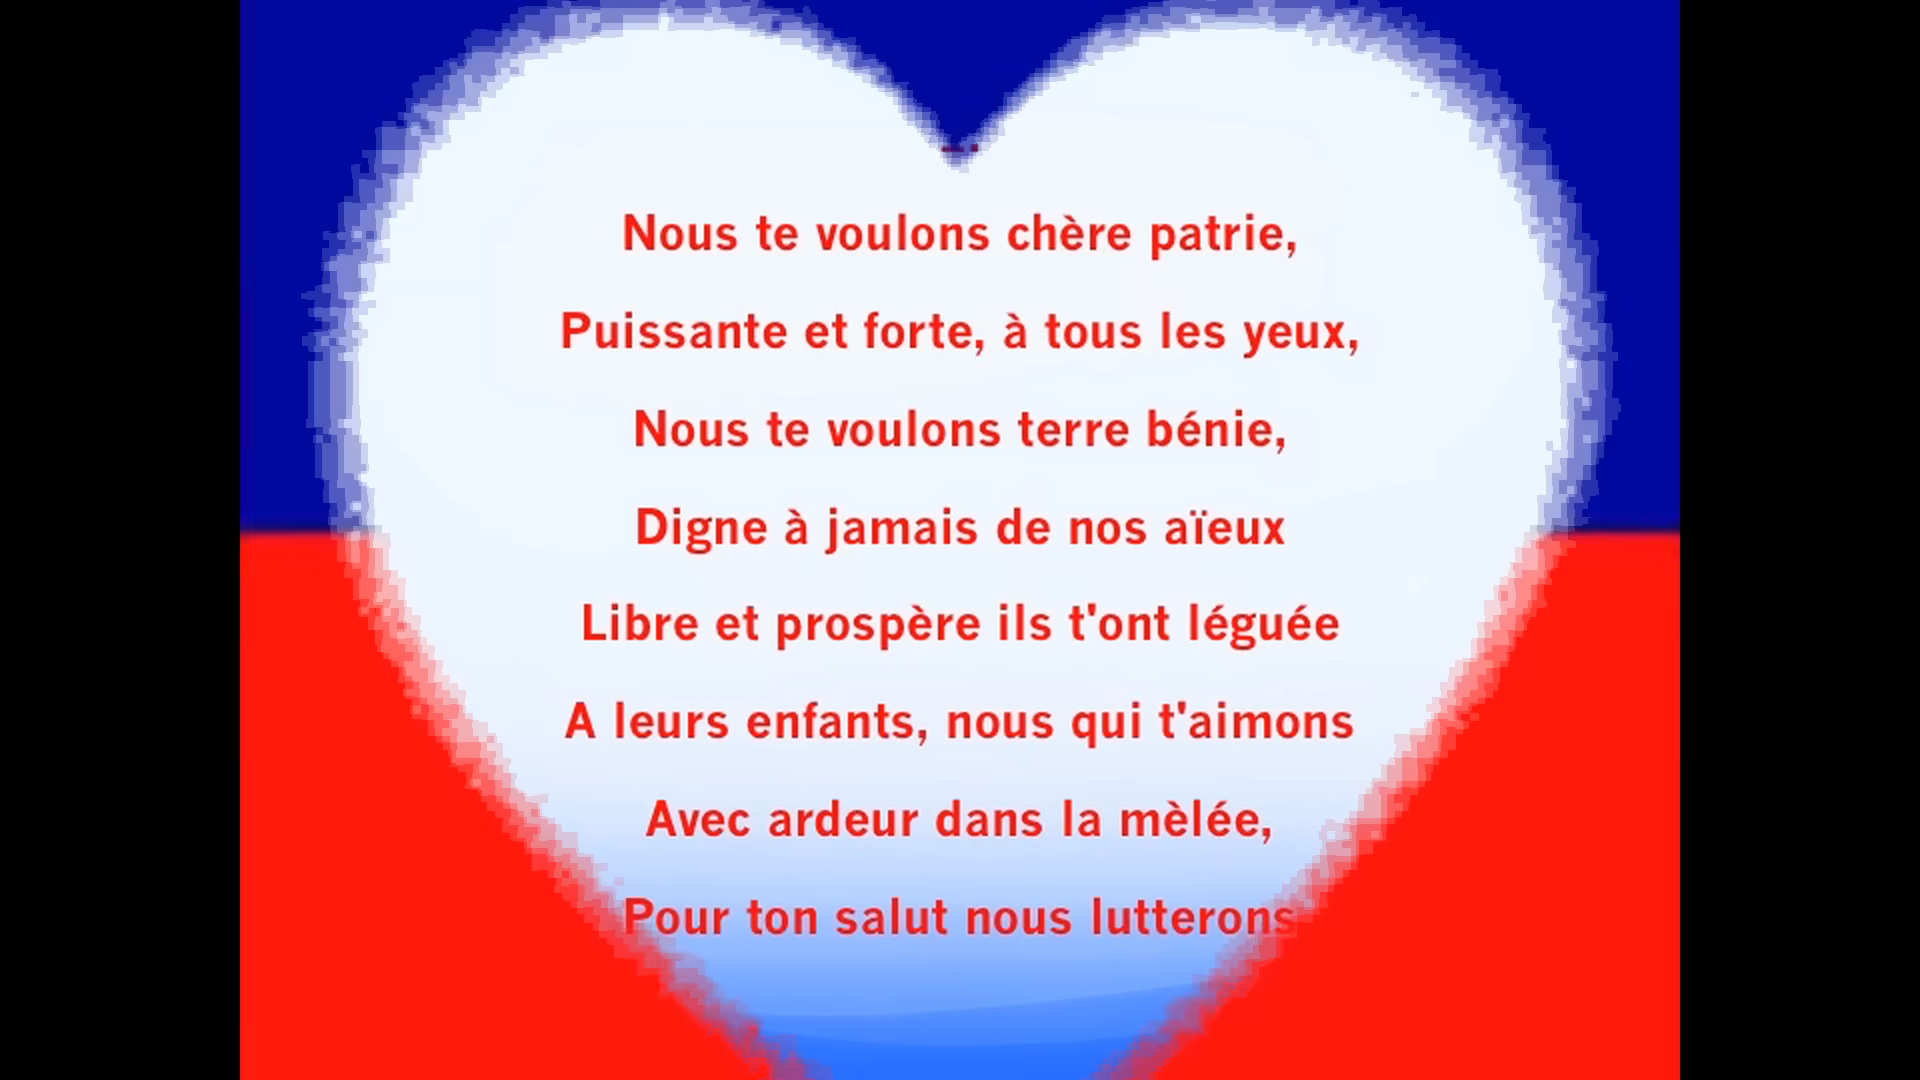 Nous te voulons chère patrie,
Puissante et forte, à tous les yeux,
Nous te voulons terre bénie,
Digne à jamais de nos aïeux
Libre et prospère ils t'ont léguée
A leurs enfants, nous qui t'aimons
Avec ardeur dans la mèlée,
Pour ton salut nous lutterons